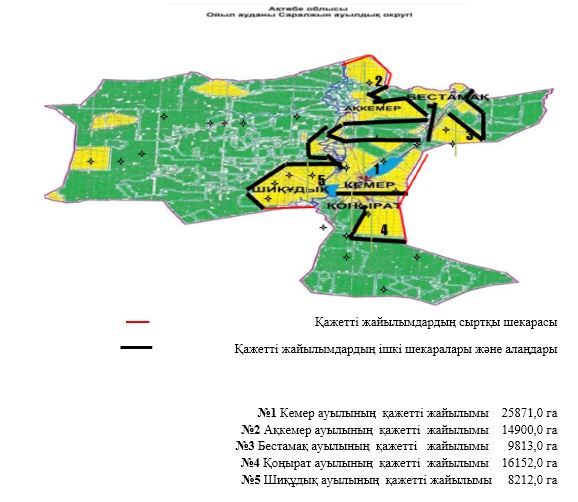 Ақтөбе облысы
Ойыл ауданы Саралжын ауылдық округі
2
БЕСТАМАҚ
АҚКЕМЕР
3
1
5
ШИҚҰДЫҚ
КЕМЕР
ҚОҢЫРАТ
4
Қажетті жайылымдардың сыртқы шекарасы
Қажетті жайылымдардың ішкі шекаралары және алаңдары
№1 Кемер ауылының қажетті жайылымы 25871,0 га
№2 Ақкемер ауылының қажетті жайылымы 14900,0 га
№3 Бестамақ ауылының қажетті жайылымы 9813,0 га
№4 Қоңырат ауылының қажетті жайылымы 16152,0 га
№5 Шиқұдық ауылының қажетті жайылымы 8212,0 га